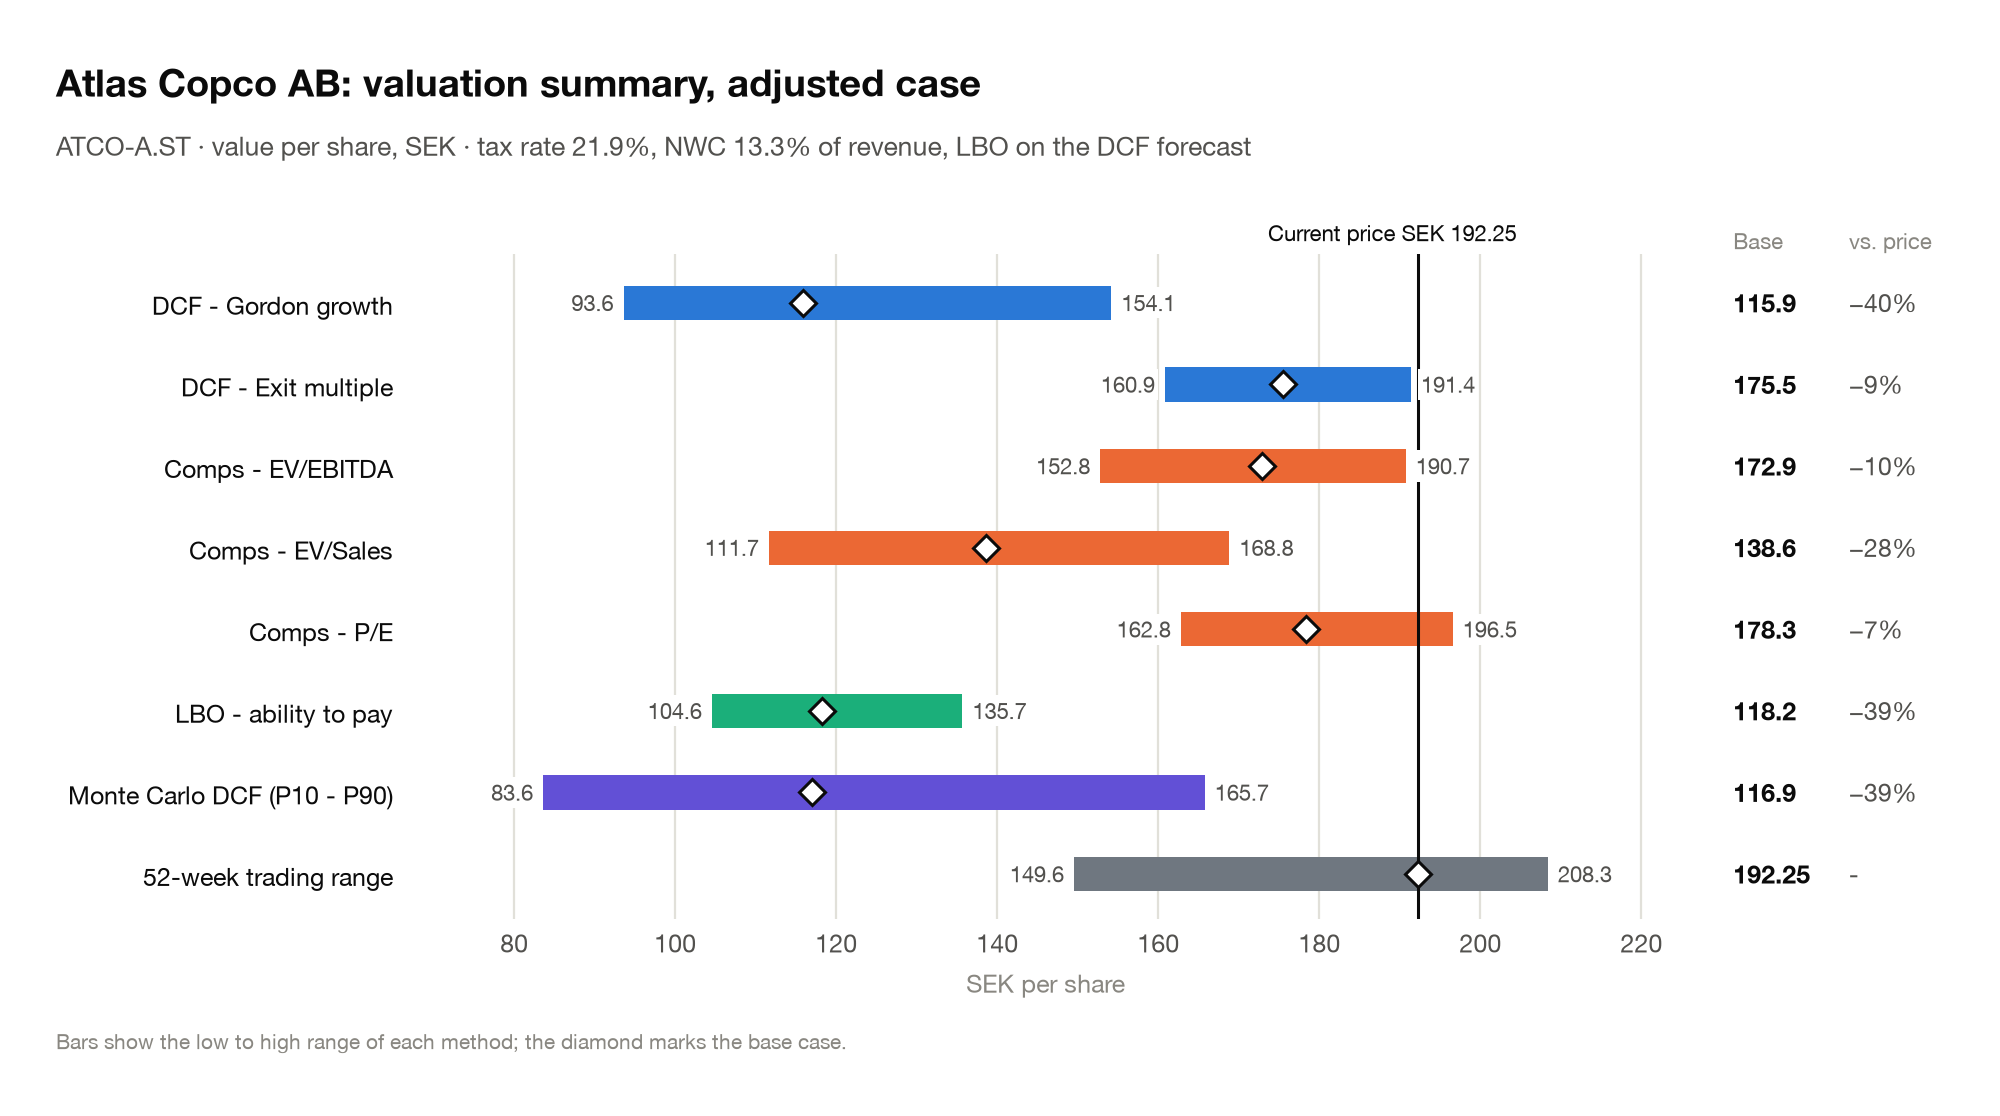 Atlas Copco AB: valuation summary, adjusted case
ATCO-A.ST · value per share, SEK · tax rate 21.9%, NWC 13.3% of revenue, LBO on the DCF forecast
Current price SEK 192.25
Base vs. price
DCF - Gordon growth 93.6 154.1 115.9 –40%
DCF - Exit multiple 160.9 191.4 175.5 –9%
Comps - EV/EBITDA 152.8 190.7 172.9 –10%
Comps - EV/Sales 111.7 168.8 138.6 –28%
Comps - P/E 162.8 196.5 178.3 –7%
LBO - ability to pay 104.6 135.7 118.2 –39%
Monte Carlo DCF (P10 - P90) 83.6 165.7 116.9 –39%
52-week trading range 149.6 208.3 192.25 -
80 100 120 140 160 180 200 220
SEK per share
Bars show the low to high range of each method; the diamond marks the base case.